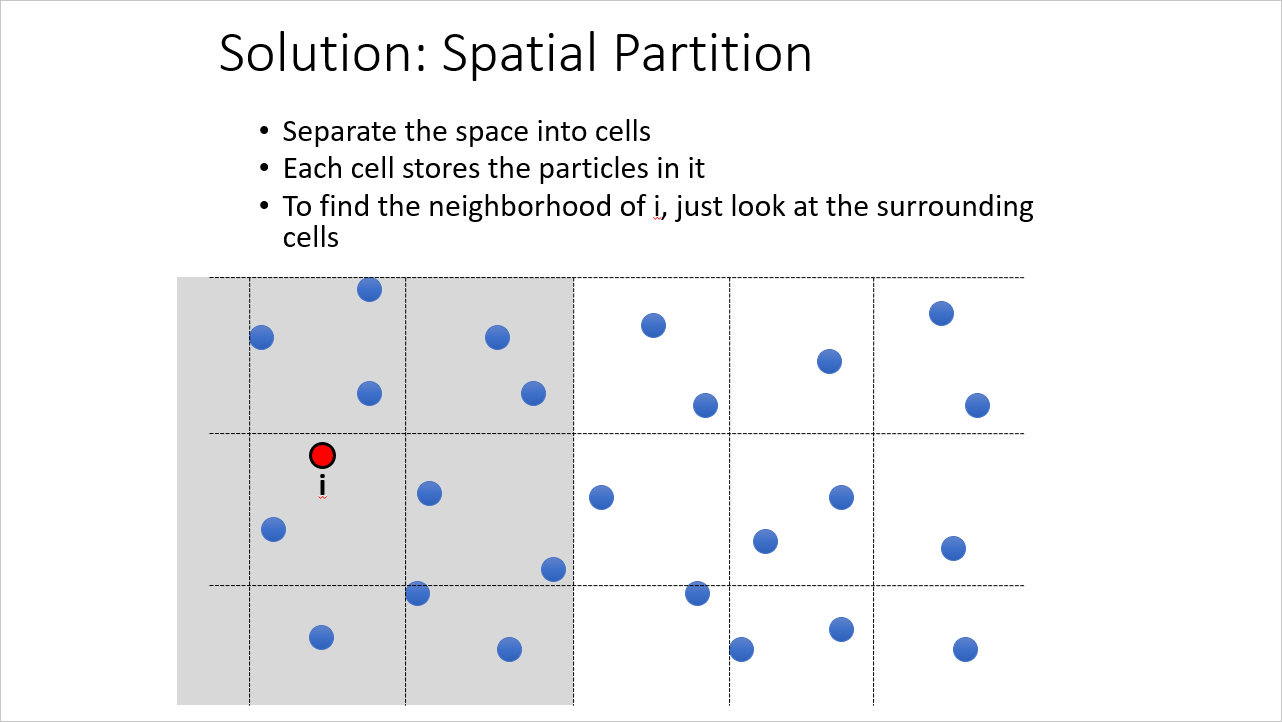 Solution: Spatial Partition
• Separate the space into cells
• Each cell stores the particles in it
• To find the neighborhood of i, just look at the surrounding
cells
i